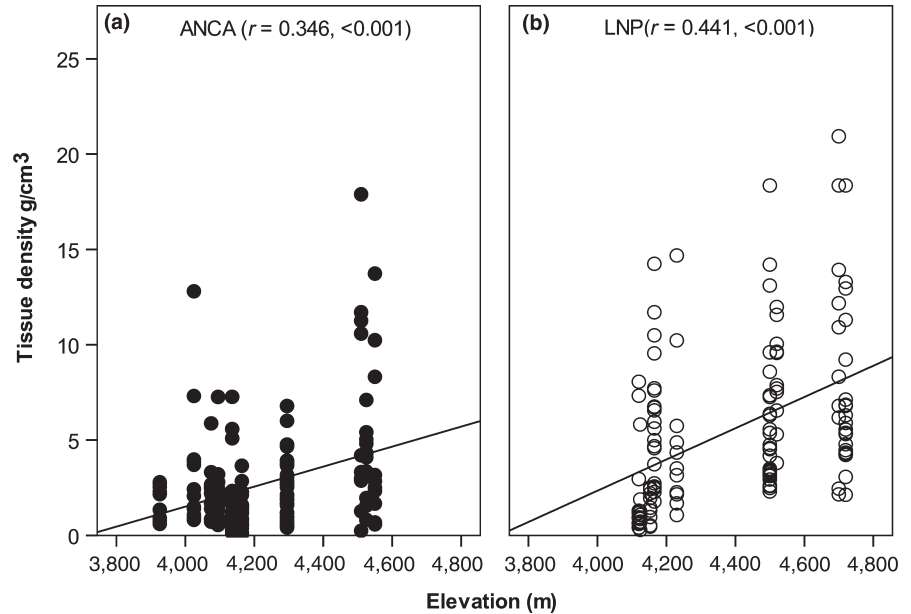 (a) ANCA (r = 0.346, <0.001)
(b) LNP(r = 0.441, <0.001)
Tissue density g/cm3
25
20
15
10
5
0
3,800 4,000 4,200 4,400 4,600 4,800
3,800 4,000 4,200 4,400 4,600 4,800
Elevation (m)